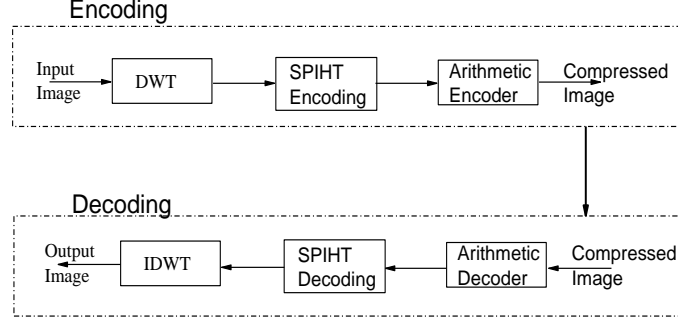 Encoding
Input
Image
DWT
SPIHT
Encoding
Arithmetic
Encoder
Compressed
Image
Decoding
Output
Image
IDWT
SPIHT
Decoding
Arithmetic
Decoder
Compressed
Image